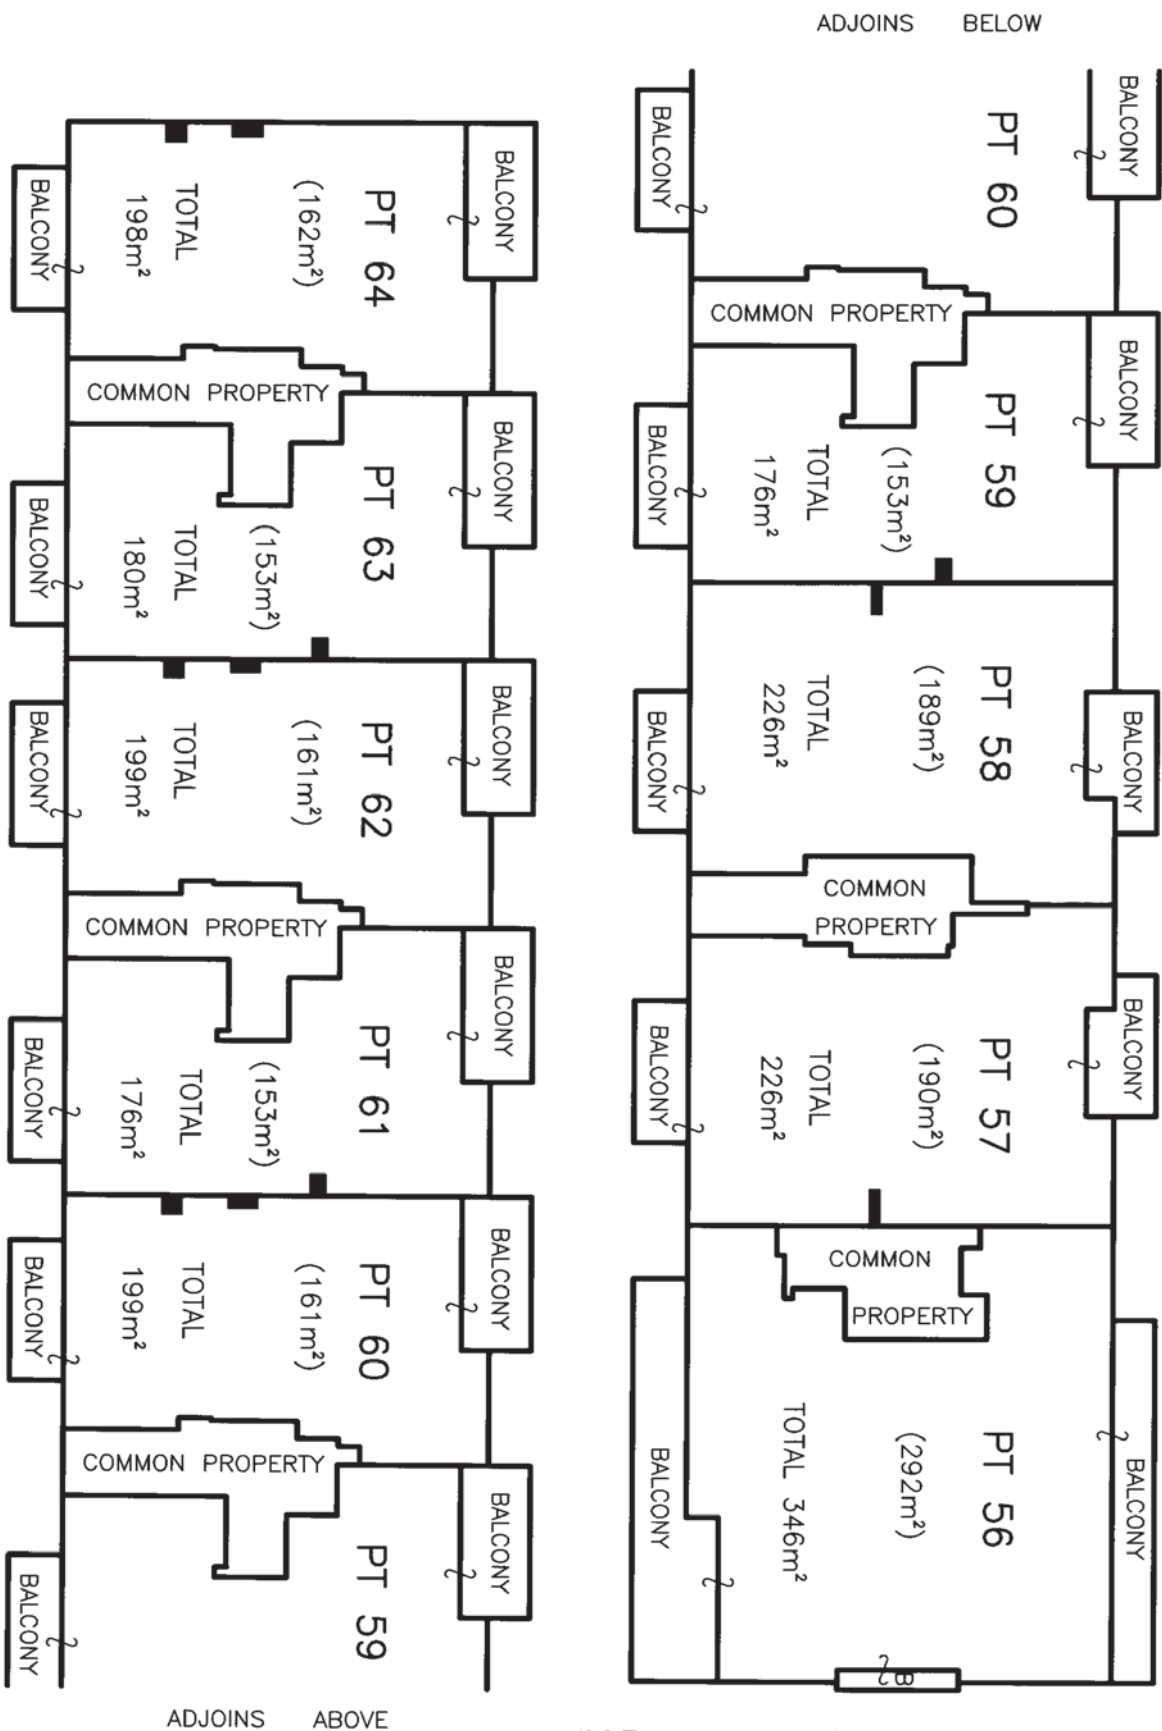 ADJOINS BELOW
BALCONY
PT 60
BALCONY
COMMON PROPERTY
BALCONY
PT 59
(153m²)
TOTAL
176m²
BALCONY
BALCONY
PT 58
(189m²)
TOTAL
226m²
BALCONY
COMMON
PROPERTY
BALCONY
PT 57
(190m²)
TOTAL
226m²
BALCONY
COMMON
PROPERTY
BALCONY
PT 56
(292m²)
TOTAL 346m²
BALCONY
B
BALCONY
PT 64
(162m²)
TOTAL
198m²
BALCONY
COMMON PROPERTY
BALCONY
PT 63
(153m²)
TOTAL
180m²
BALCONY
BALCONY
PT 62
(161m²)
TOTAL
199m²
BALCONY
COMMON PROPERTY
BALCONY
PT 61
(153m²)
TOTAL
176m²
BALCONY
BALCONY
PT 60
(161m²)
TOTAL
199m²
BALCONY
COMMON PROPERTY
BALCONY
PT 59
BALCONY
ADJOINS ABOVE